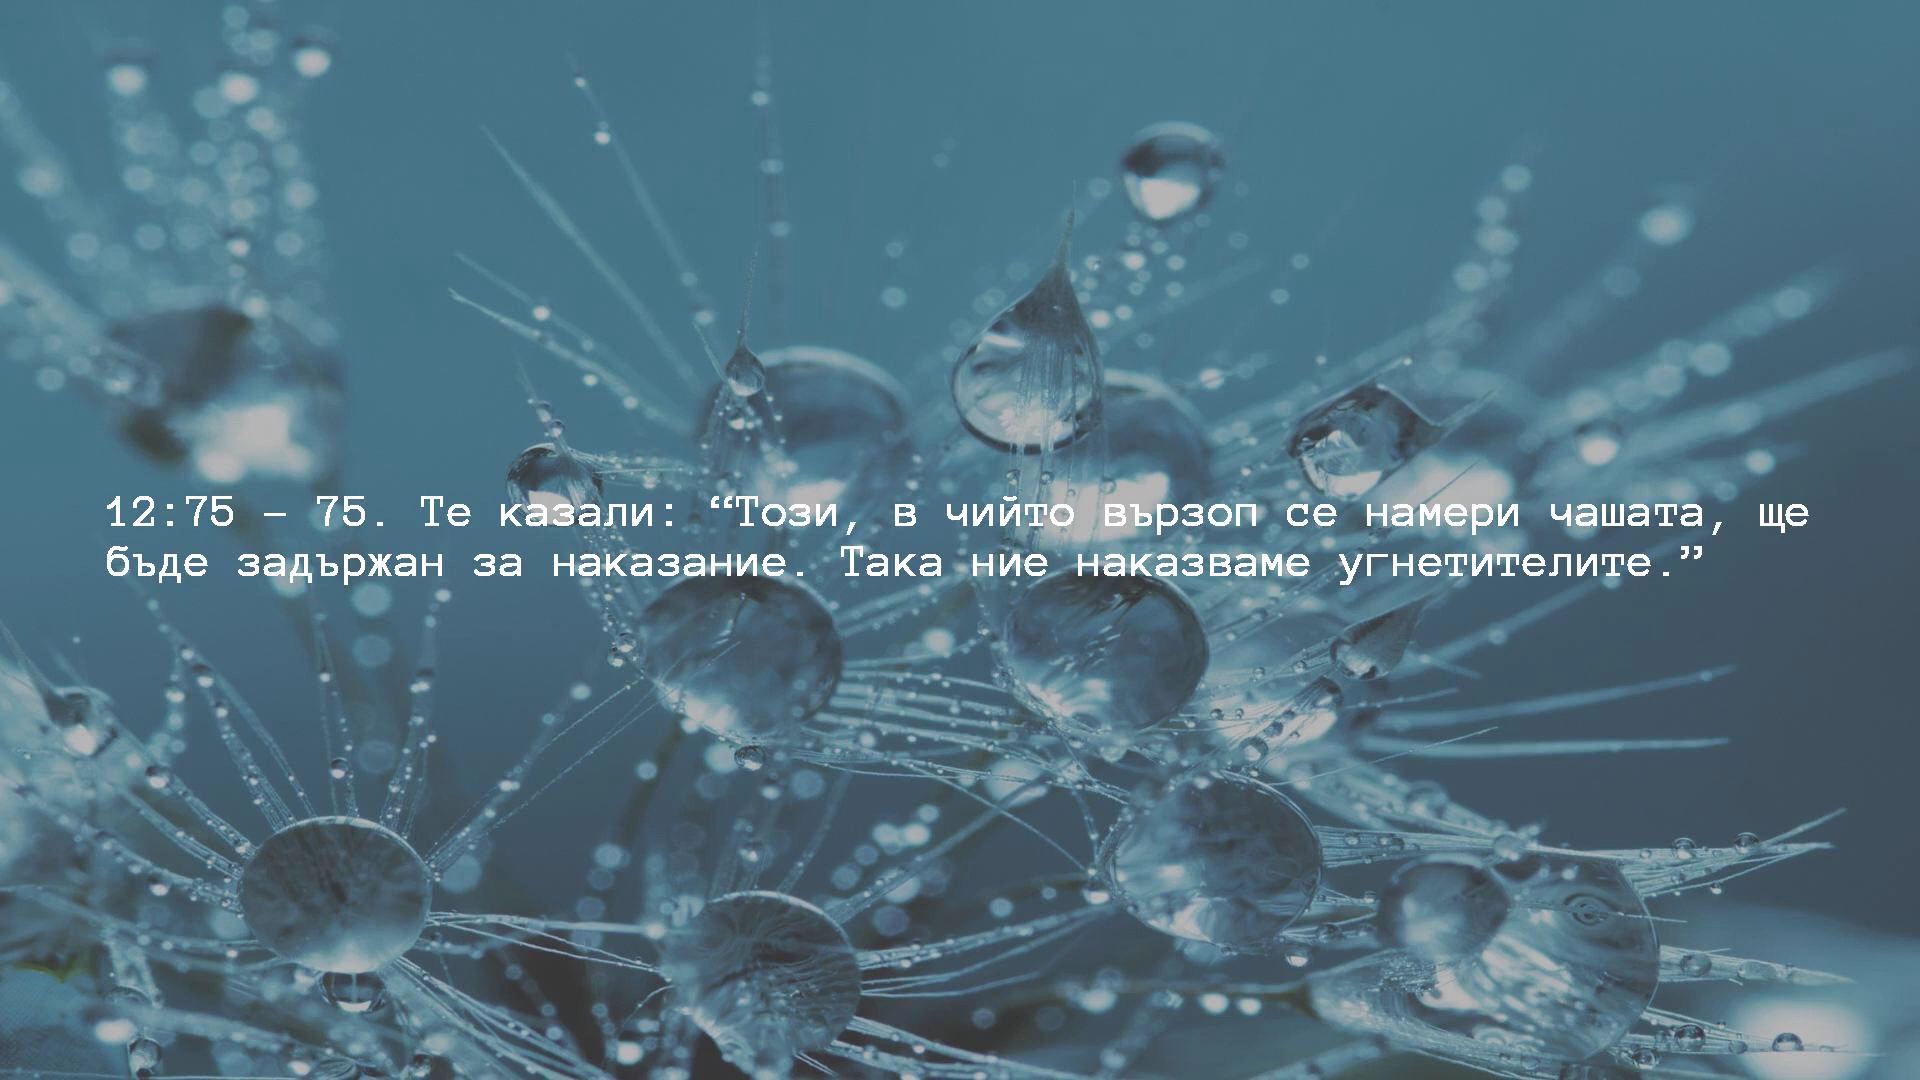 12:75 – 75. Те казали: “Този, в чийто вързоп се намери чашата, ще
бъде задържан за наказание. Така ние наказваме угнетителите.”